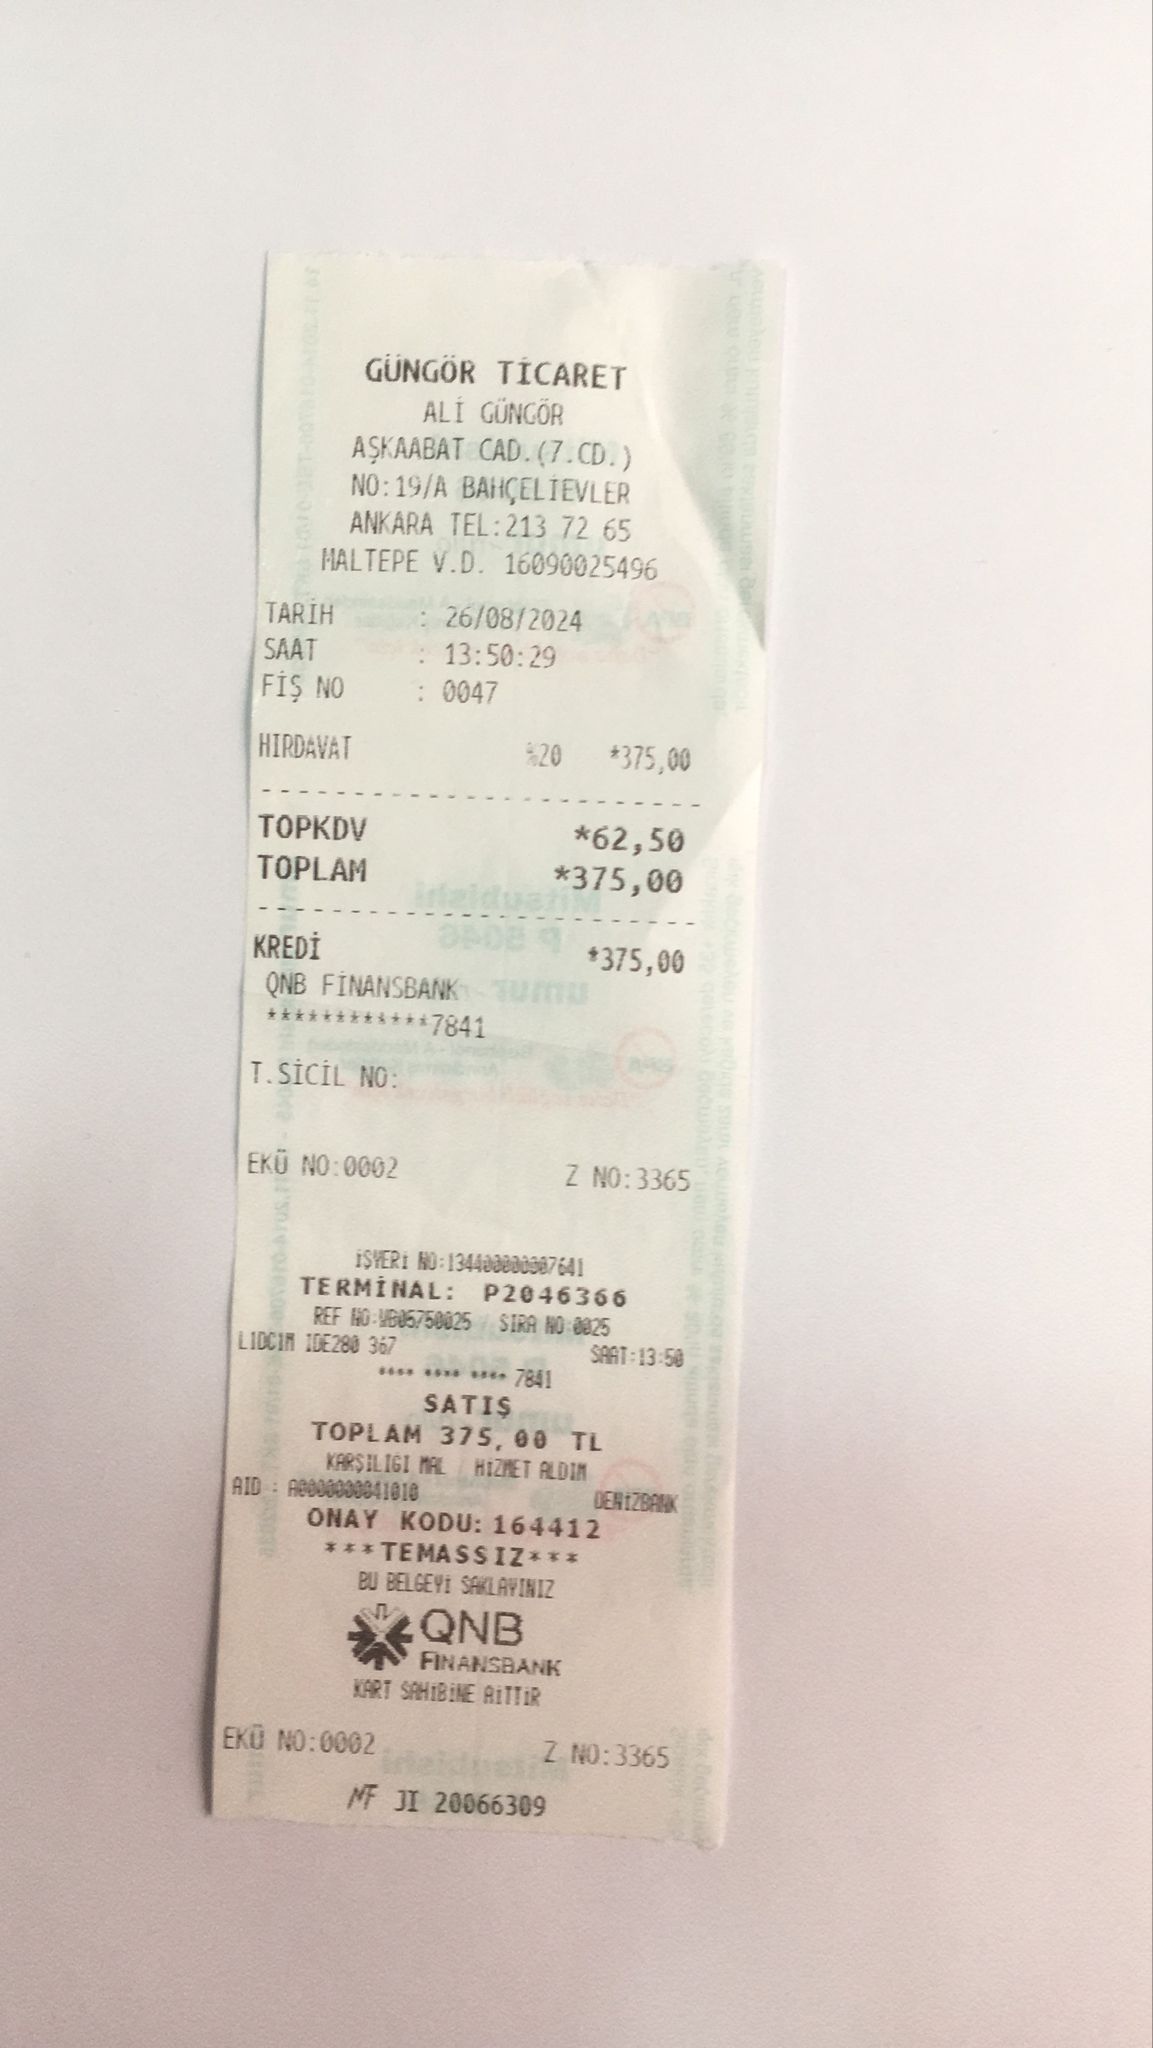 GÜNGÖR TİCARET
ALİ GÜNGÖR
AŞKAABAT CAD.(7.CD.)
NO:19/A BAHÇELİEVLER
ANKARA TEL:213 72 65
MALTEPE V.D. 16090025496
TARİH : 26/08/2024
SAAT : 13:50:29
FİŞ NO : 0047
HIRDAVAT %20 *375,00
TOPKDV *62,50
TOPLAM *375,00
KREDİ *375,00
QNB FİNANSBANK
************7841
T.SİCİL NO:
EKÜ NO:0002 Z NO:3365
İŞYERİ NO:134400000007641
TERMİNAL: P2046366
REF NO:VB05750025 SIRA NO:0025
LIDCIM IDE280 367 SAAT:13:50
**** **** **** 7841
SATIŞ
TOPLAM 375,00 TL
KARŞILIGI MAL HİZMET ALDIM
AID : A0000000041010 DENİZBANK
ONAY KODU:164412
***TEMASSIZ***
BU BELGEYİ SAKLAYINIZ
QNB
FİNANSBANK
KART SAHİBİNE AİTTİR
EKÜ NO:0002 Z NO:3365
MF JI 20066309